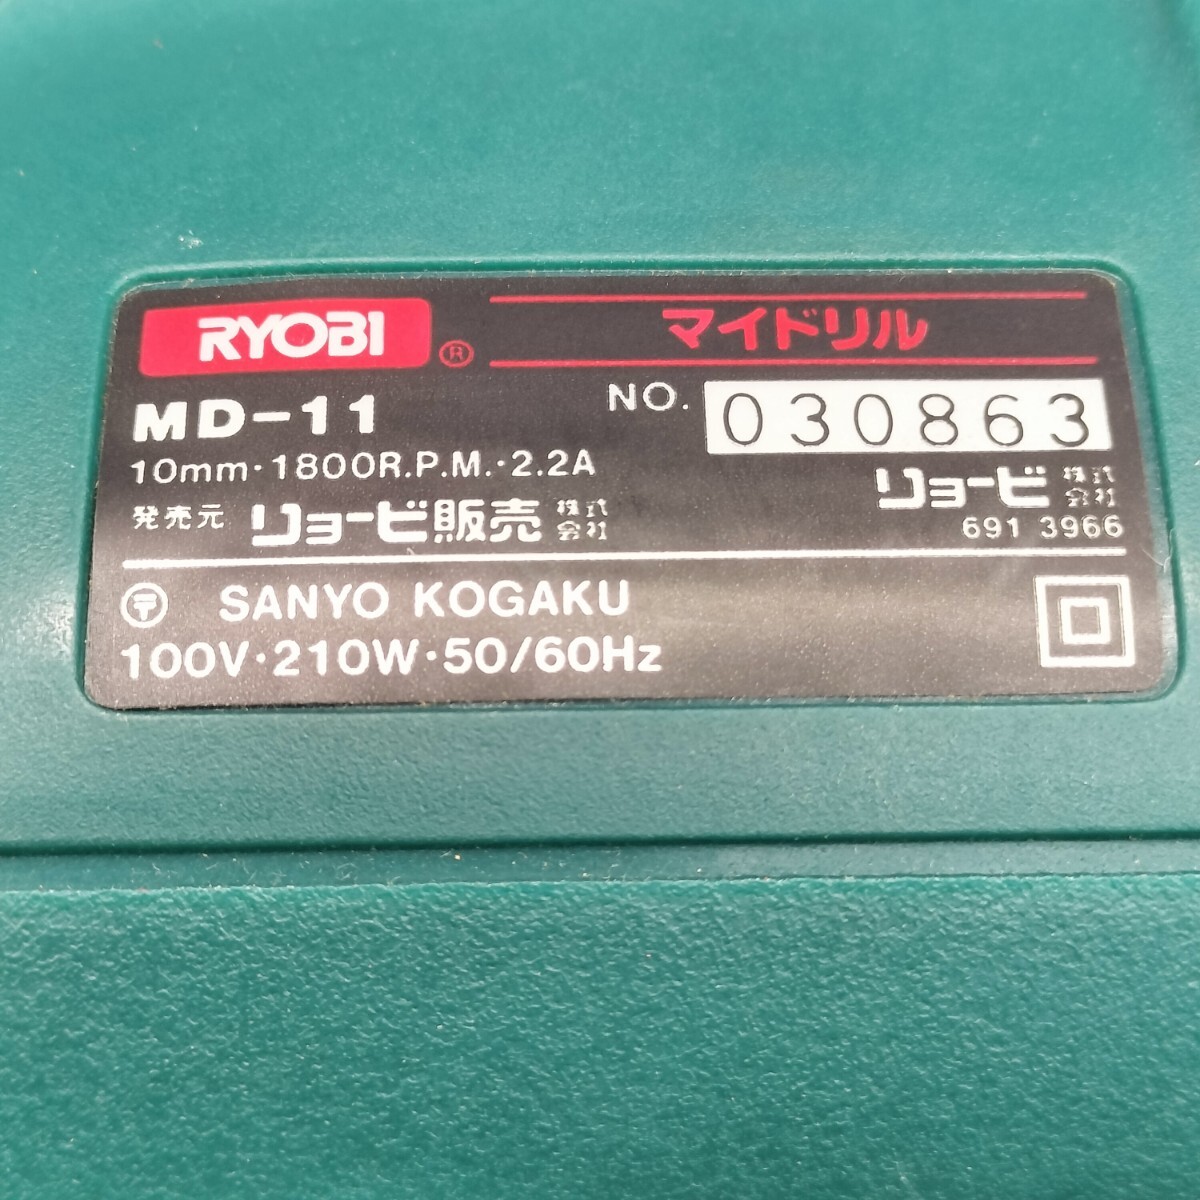 RYOBI ® マイドリル
MD-11 NO. 030863
10mm·1800R.P.M.·2.2A
発売元 リョービ販売株式会社 リョービ株式会社
691 3966
〒 SANYO KOGAKU
100V·210W·50/60Hz